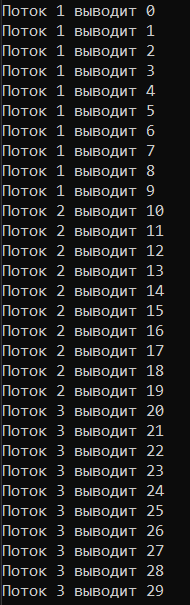 Поток 1 выводит 0
Поток 1 выводит 1
Поток 1 выводит 2
Поток 1 выводит 3
Поток 1 выводит 4
Поток 1 выводит 5
Поток 1 выводит 6
Поток 1 выводит 7
Поток 1 выводит 8
Поток 1 выводит 9
Поток 2 выводит 10
Поток 2 выводит 11
Поток 2 выводит 12
Поток 2 выводит 13
Поток 2 выводит 14
Поток 2 выводит 15
Поток 2 выводит 16
Поток 2 выводит 17
Поток 2 выводит 18
Поток 2 выводит 19
Поток 3 выводит 20
Поток 3 выводит 21
Поток 3 выводит 22
Поток 3 выводит 23
Поток 3 выводит 24
Поток 3 выводит 25
Поток 3 выводит 26
Поток 3 выводит 27
Поток 3 выводит 28
Поток 3 выводит 29